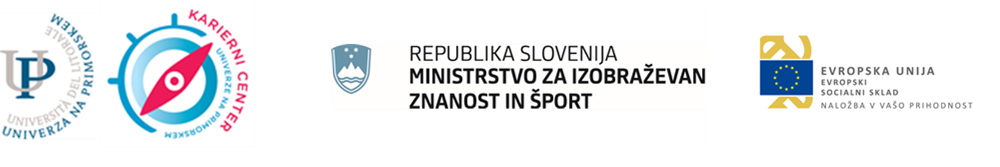 UP
UNIVERSITÀ DEL LITORALE
UNIVERZA NA PRIMORSKEM
KARIERNI CENTER
UNIVERZE NA PRIMORSKEM
REPUBLIKA SLOVENIJA
MINISTRSTVO ZA IZOBRAŽEVAN
ZNANOST IN ŠPORT
EVROPSKA UNIJA
EVROPSKI
SOCIALNI SKLAD
NALOŽBA V VAŠO PRIHODNOST